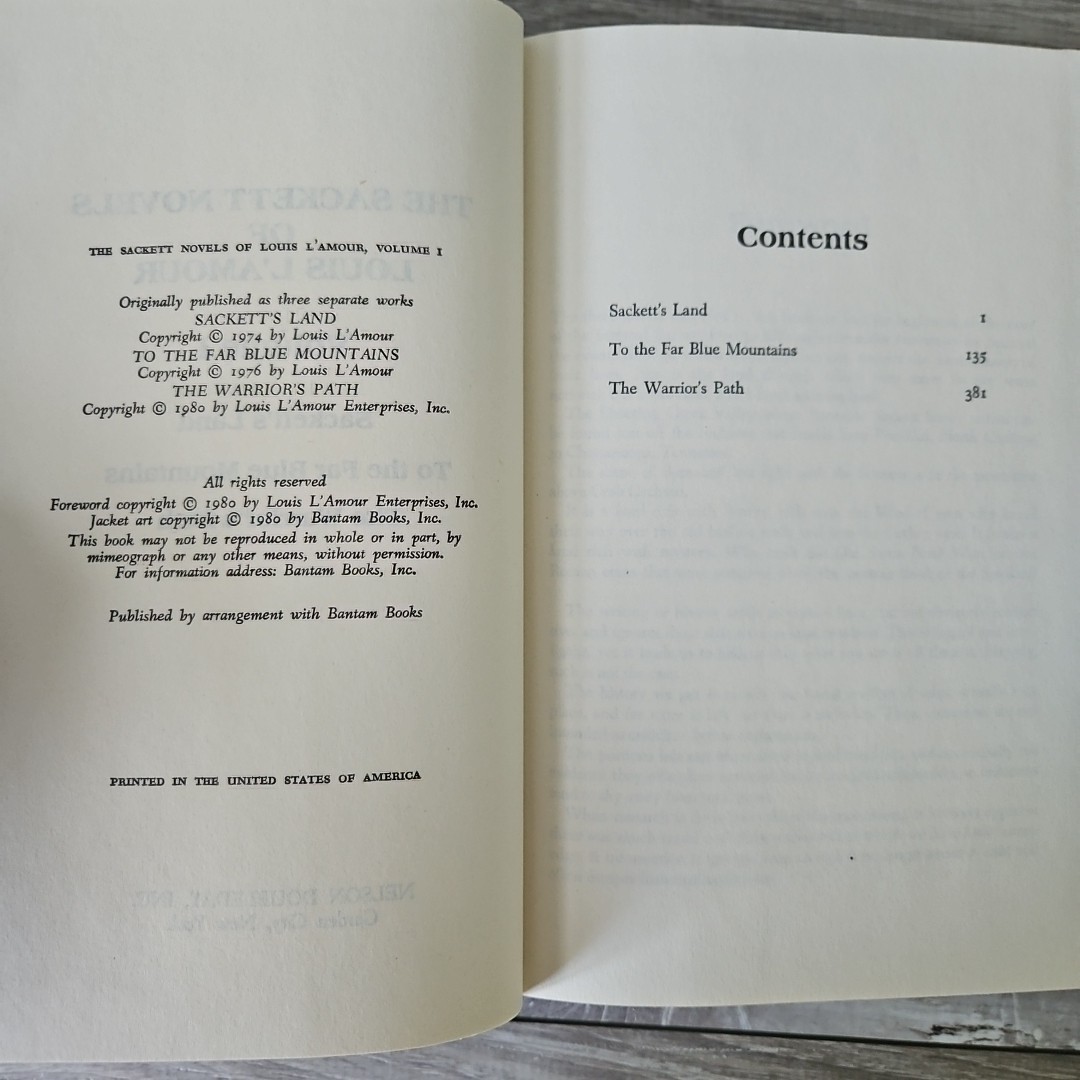 THE SACKETT NOVELS OF LOUIS L'AMOUR, VOLUME I
Originally published as three separate works
SACKETT'S LAND
Copyright © 1974 by Louis L'Amour
TO THE FAR BLUE MOUNTAINS
Copyright © 1976 by Louis L'Amour
THE WARRIOR'S PATH
Copyright © 1980 by Louis L'Amour Enterprises, Inc.
All rights reserved
Foreword copyright © 1980 by Louis L'Amour Enterprises, Inc.
Jacket art copyright © 1980 by Bantam Books, Inc.
This book may not be reproduced in whole or in part, by
mimeograph or any other means, without permission.
For information address: Bantam Books, Inc.
Published by arrangement with Bantam Books
PRINTED IN THE UNITED STATES OF AMERICA
Contents
Sackett's Land 1
To the Far Blue Mountains 135
The Warrior's Path 381